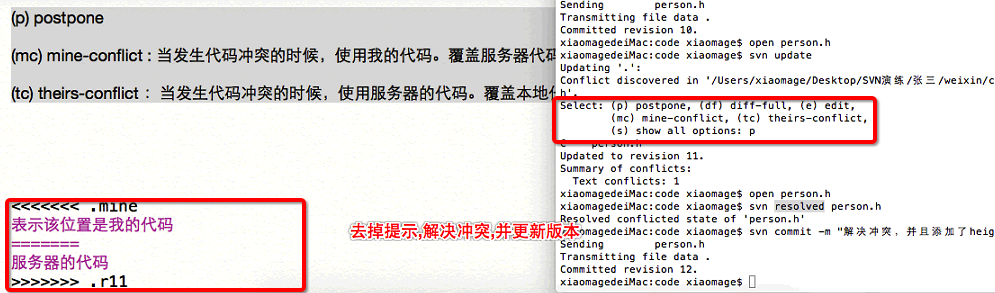 (p) postpone
(mc) mine-conflict : 当发生代码冲突的时候，使用我的代码。覆盖服务器代码
(tc) theirs-conflict ： 当发生代码冲突的时候，使用服务器的代码。覆盖本地
<<<<<<< .mine
表示该位置是我的代码
=======
服务器的代码
>>>>>>> .r11
去掉提示,解决冲突,并更新版本
Sending person.h
Transmitting file data .
Committed revision 10.
xiaomagedeiMac:code xiaomage$ open person.h
xiaomagedeiMac:code xiaomage$ svn update
Updating '.':
Conflict discovered in '/Users/xiaomage/Desktop/SVN演练/张三/weixin/c
h'.
Select: (p) postpone, (df) diff-full, (e) edit,
(mc) mine-conflict, (tc) theirs-conflict,
(s) show all options: p
C person.h
Updated to revision 11.
Summary of conflicts:
Text conflicts: 1
xiaomagedeiMac:code xiaomage$ open person.h
xiaomagedeiMac:code xiaomage$ svn resolved person.h
Resolved conflicted state of 'person.h'
xiaomagedeiMac:code xiaomage$ svn commit -m "解决冲突，并且添加了heig
Sending person.h
Transmitting file data .
Committed revision 12.
xiaomagedeiMac:code xiaomage$